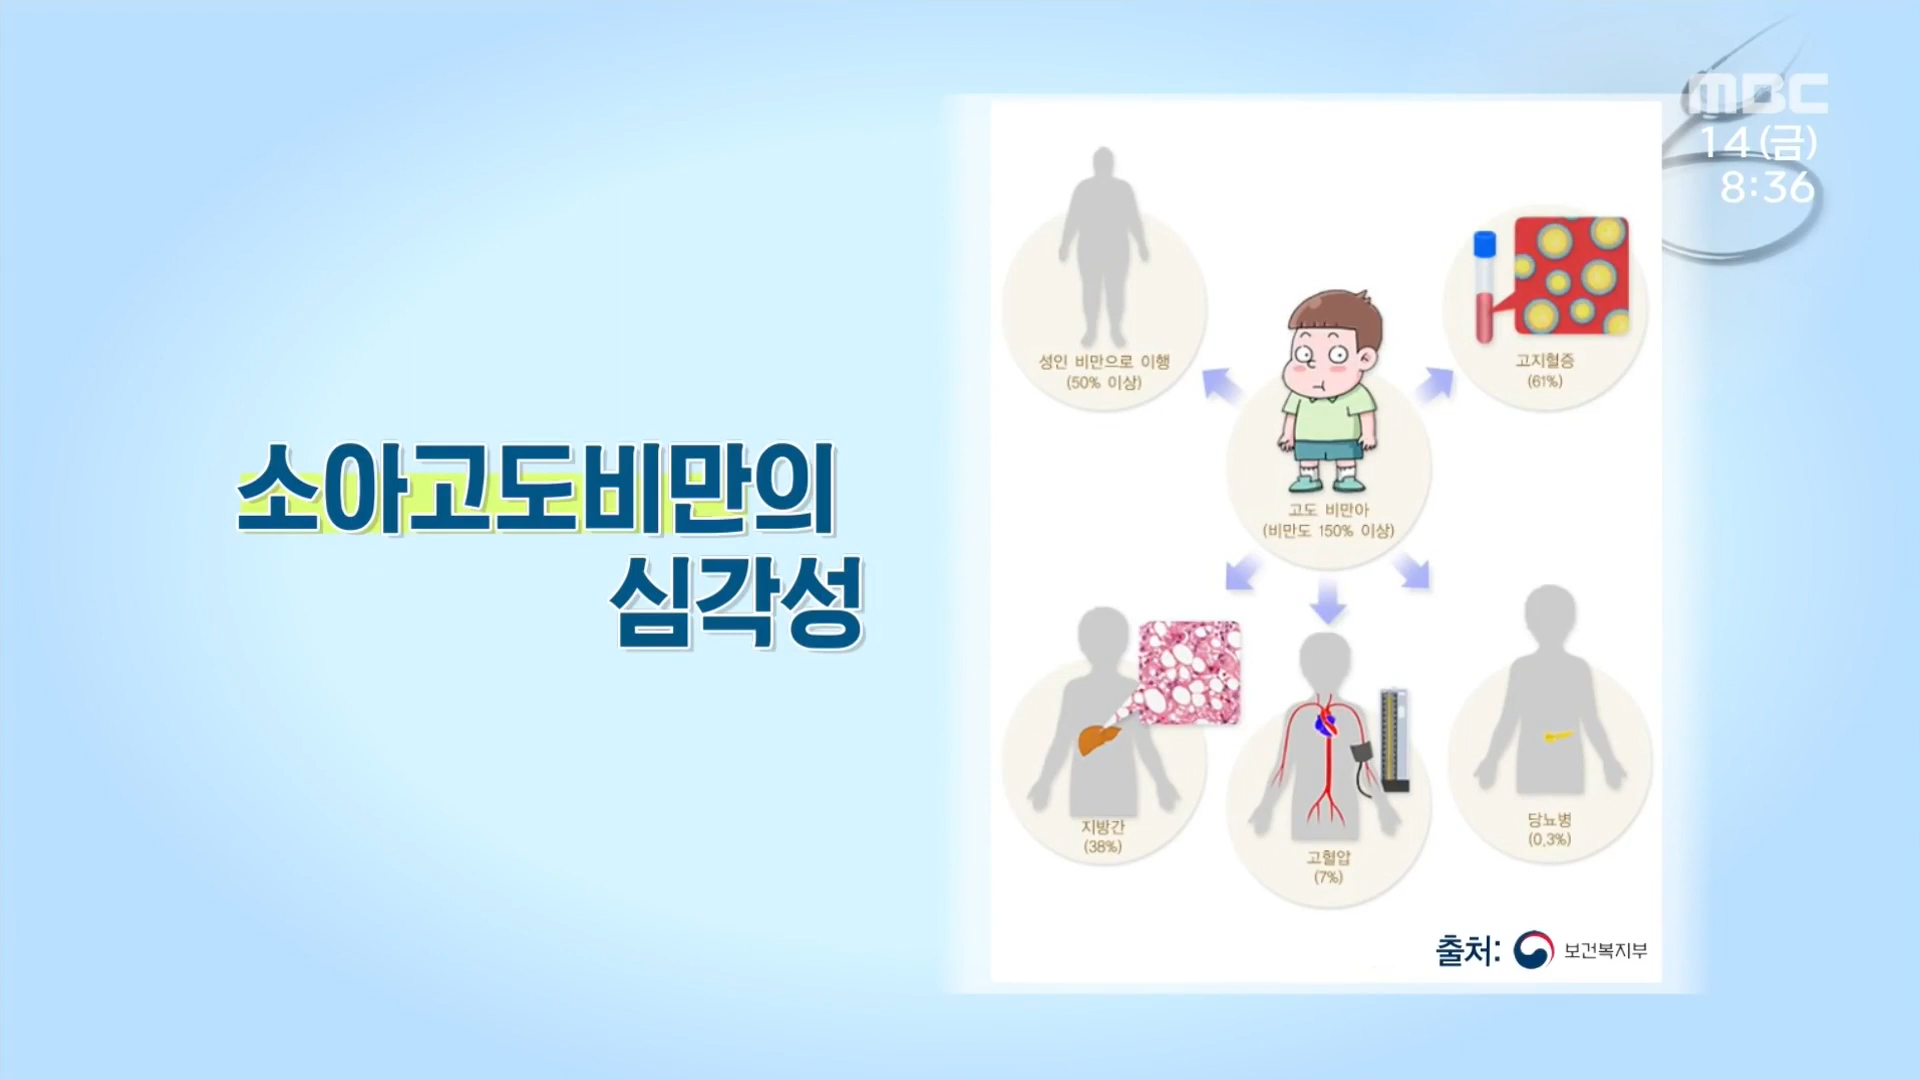 MBC
14(금)
8:36
소아고도비만의
심각성
성인 비만으로 이행
(50% 이상)
고지혈증
(61%)
고도 비만아
(비만도 150% 이상)
지방간
(38%)
고혈압
(7%)
당뇨병
(0.3%)
출처: 보건복지부